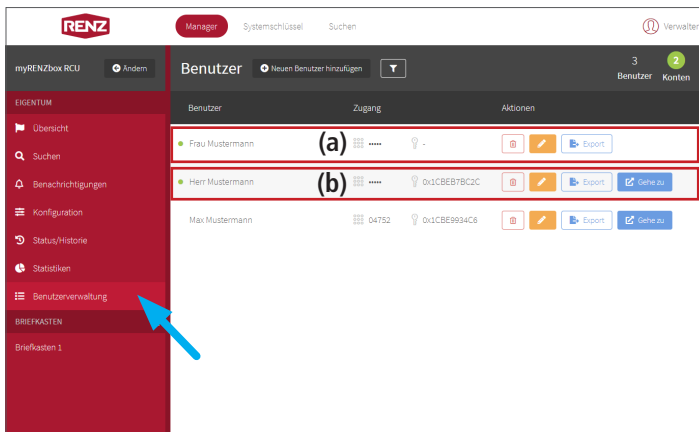 RENZ
Manager Systemschlüssel Suchen Verwalter
myRENZbox RCU Ändern
Benutzer Neuen Benutzer hinzufügen
3 Benutzer
2 Konten
EIGENTUM
Übersicht
Suchen
Benachrichtigungen
Konfiguration
Status/Historie
Statistiken
Benutzerverwaltung
BRIEFKASTEN
Briefkasten 1
Benutzer Zugang Aktionen
Frau Mustermann (a) ••••• - Export
Herr Mustermann (b) ••••• 0x1CBEB7BC2C Export Gehe zu
Max Mustermann 04752 0x1CBE9934C6 Export Gehe zu